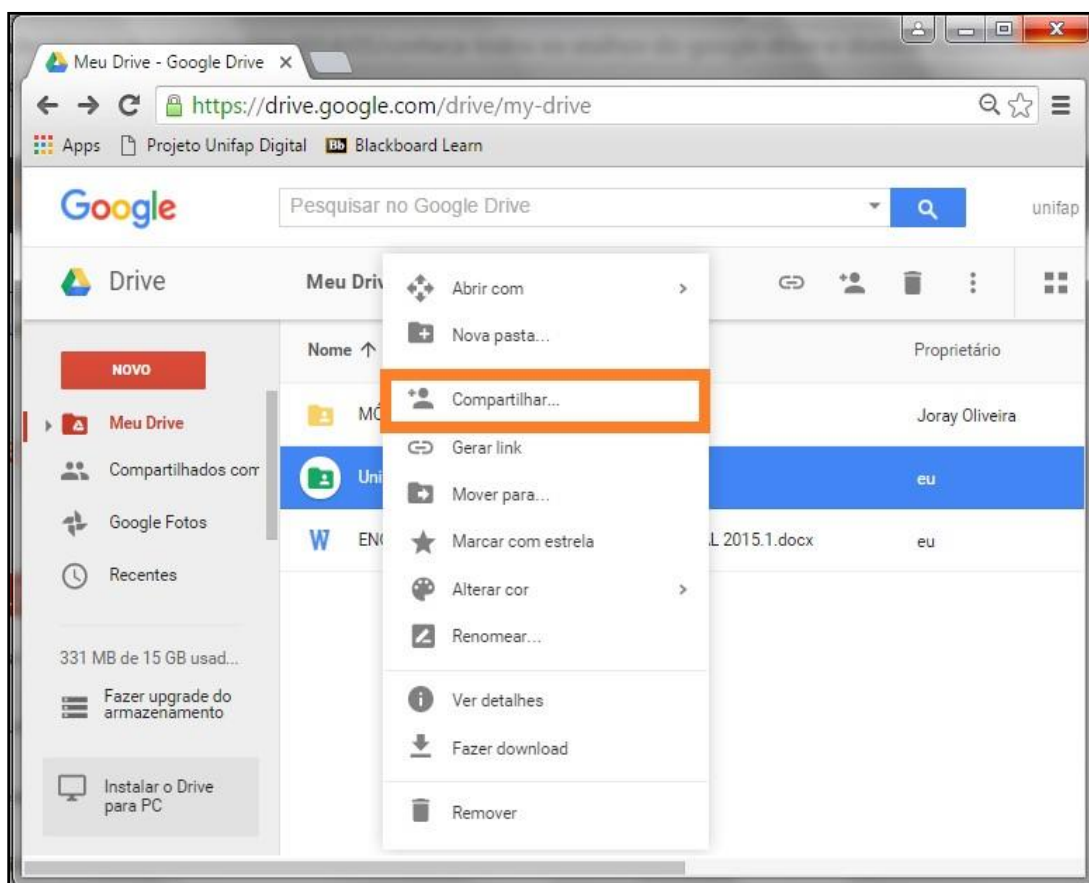 Meu Drive - Google Drive
https://drive.google.com/drive/my-drive
Apps Projeto Unifap Digital Bb Blackboard Learn
Google Pesquisar no Google Drive unifap
Drive Meu Driv
NOVO
Meu Drive
Compartilhados com
Google Fotos
Recentes
331 MB de 15 GB usad...
Fazer upgrade do
armazenamento
Instalar o Drive
para PC
Nome Proprietário
MÓ Joray Oliveira
Uni eu
W ENC L 2015.1.docx eu
Abrir com
Nova pasta...
Compartilhar...
Gerar link
Mover para...
Marcar com estrela
Alterar cor
Renomear...
Ver detalhes
Fazer download
Remover